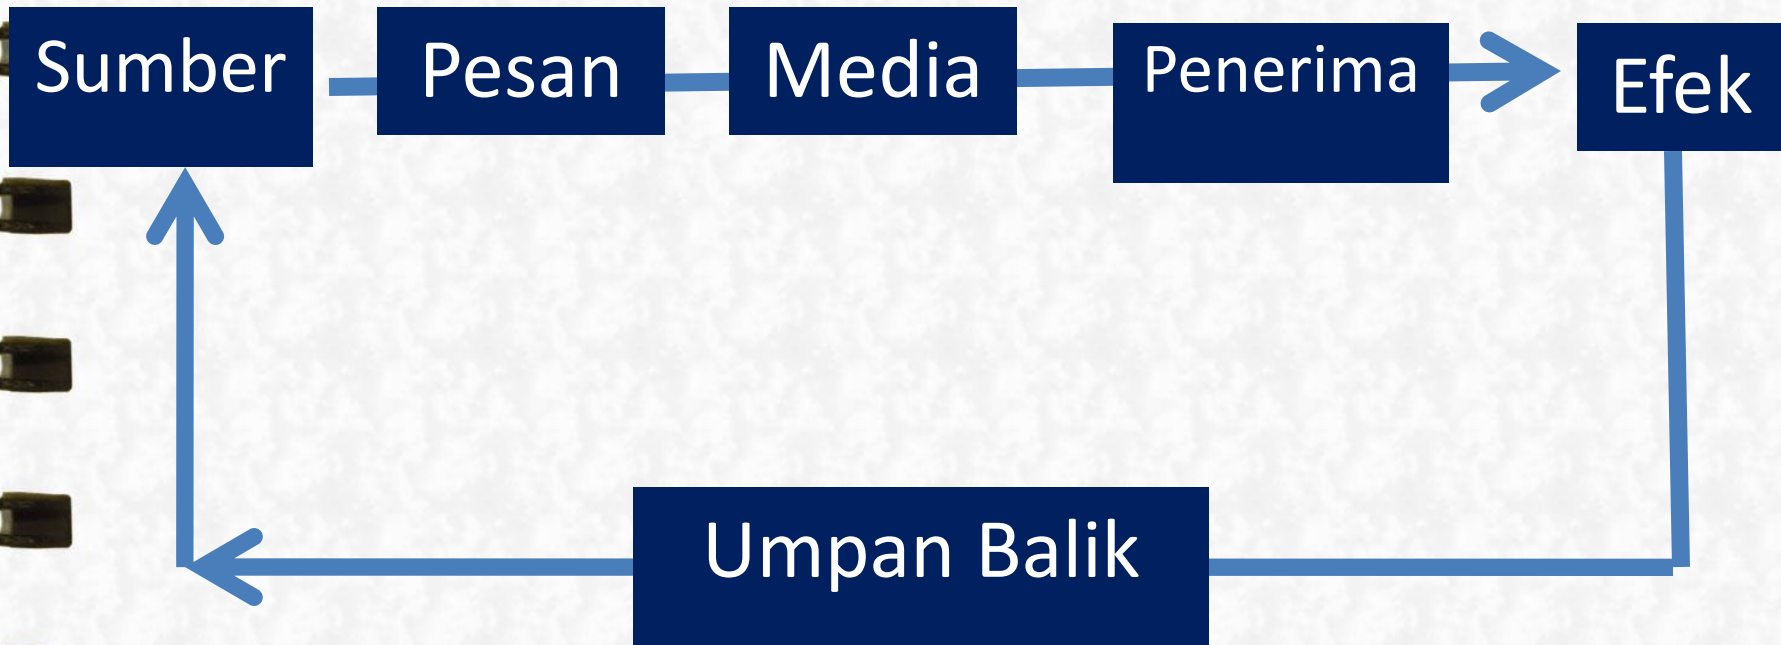 Sumber
Pesan
Media
Penerima
Efek
Umpan Balik